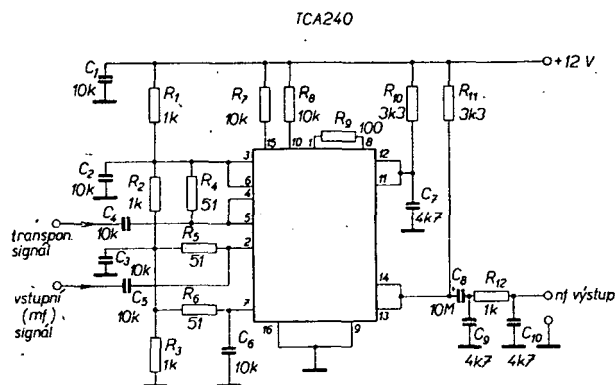 TCA240
+12 V
C1
10k
R1
1k
R7
10k
R8
10k
R9
100
R10
3k3
R11
3k3
15
10
1
8
3
6
4
5
2
7
12
11
14
13
16
9
C2
10k
R2
1k
R4
51
C4
10k
transpon.
signál
R5
51
C3
10k
C5
10k
vstupní
(mf)
signál
R6
51
R3
1k
C6
10k
C7
4k7
C8
10M
R12
1k
nf výstup
C9
4k7
C10
4k7